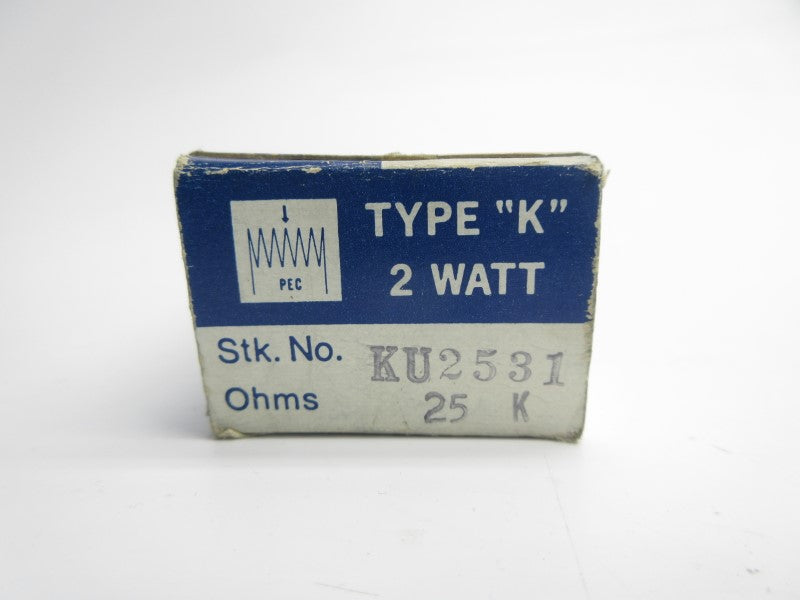 PEC
TYPE "K"
2 WATT
Stk. No. KU2531
Ohms 25 K